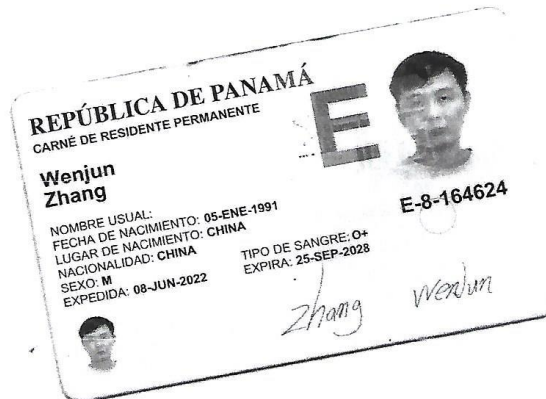 REPÚBLICA DE PANAMÁ
CARNÉ DE RESIDENTE PERMANENTE
E
Wenjun
Zhang
NOMBRE USUAL:
FECHA DE NACIMIENTO: 05-ENE-1991
LUGAR DE NACIMIENTO: CHINA
NACIONALIDAD: CHINA
SEXO: M
EXPEDIDA: 08-JUN-2022
TIPO DE SANGRE: O+
EXPIRA: 25-SEP-2028
E-8-164624
Zhang Wenjun